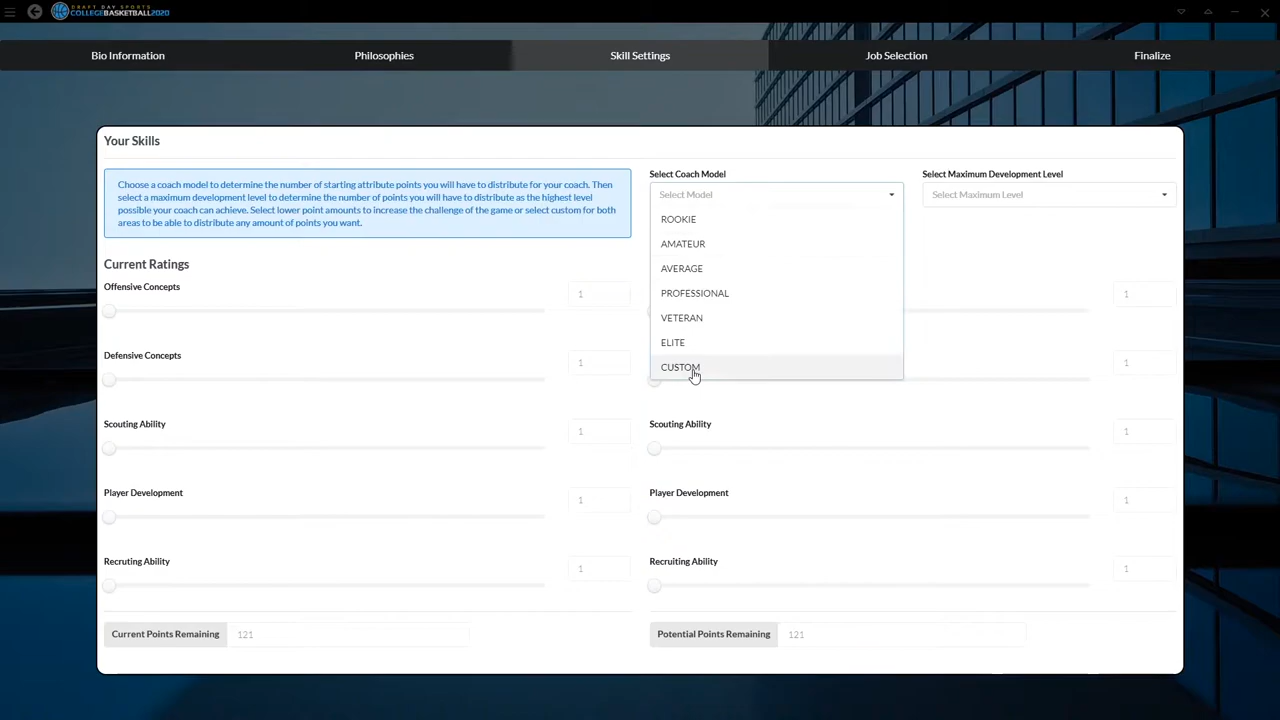 DRAFT DAY SPORTS
COLLEGE BASKETBALL 2020
Bio Information
Philosophies
Skill Settings
Job Selection
Finalize
Your Skills
Choose a coach model to determine the number of starting attribute points you will have to distribute for your coach. Then
select a maximum development level to determine the number of points you will have to distribute as the highest level
possible your coach can achieve. Select lower point amounts to increase the challenge of the game or select custom for both
areas to be able to distribute any amount of points you want.
Select Coach Model
Select Model
ROOKIE
AMATEUR
AVERAGE
PROFESSIONAL
VETERAN
ELITE
CUSTOM
Select Maximum Development Level
Select Maximum Level
Current Ratings
Offensive Concepts
1
1
Defensive Concepts
1
1
Scouting Ability
1
Scouting Ability
1
Player Development
1
Player Development
1
Recruting Ability
1
Recruiting Ability
1
Current Points Remaining
121
Potential Points Remaining
121